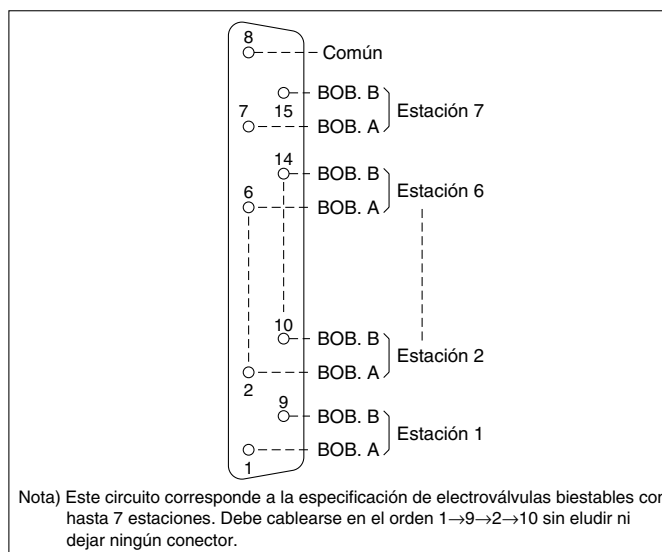 8
Común
BOB. B
15
Estación 7
7
BOB. A
14
BOB. B
Estación 6
6
BOB. A
10
BOB. B
Estación 2
2
BOB. A
9
BOB. B
Estación 1
1
BOB. A
Nota) Este circuito corresponde a la especificación de electroválvulas biestables con
hasta 7 estaciones. Debe cablearse en el orden 1→9→2→10 sin eludir ni
dejar ningún conector.